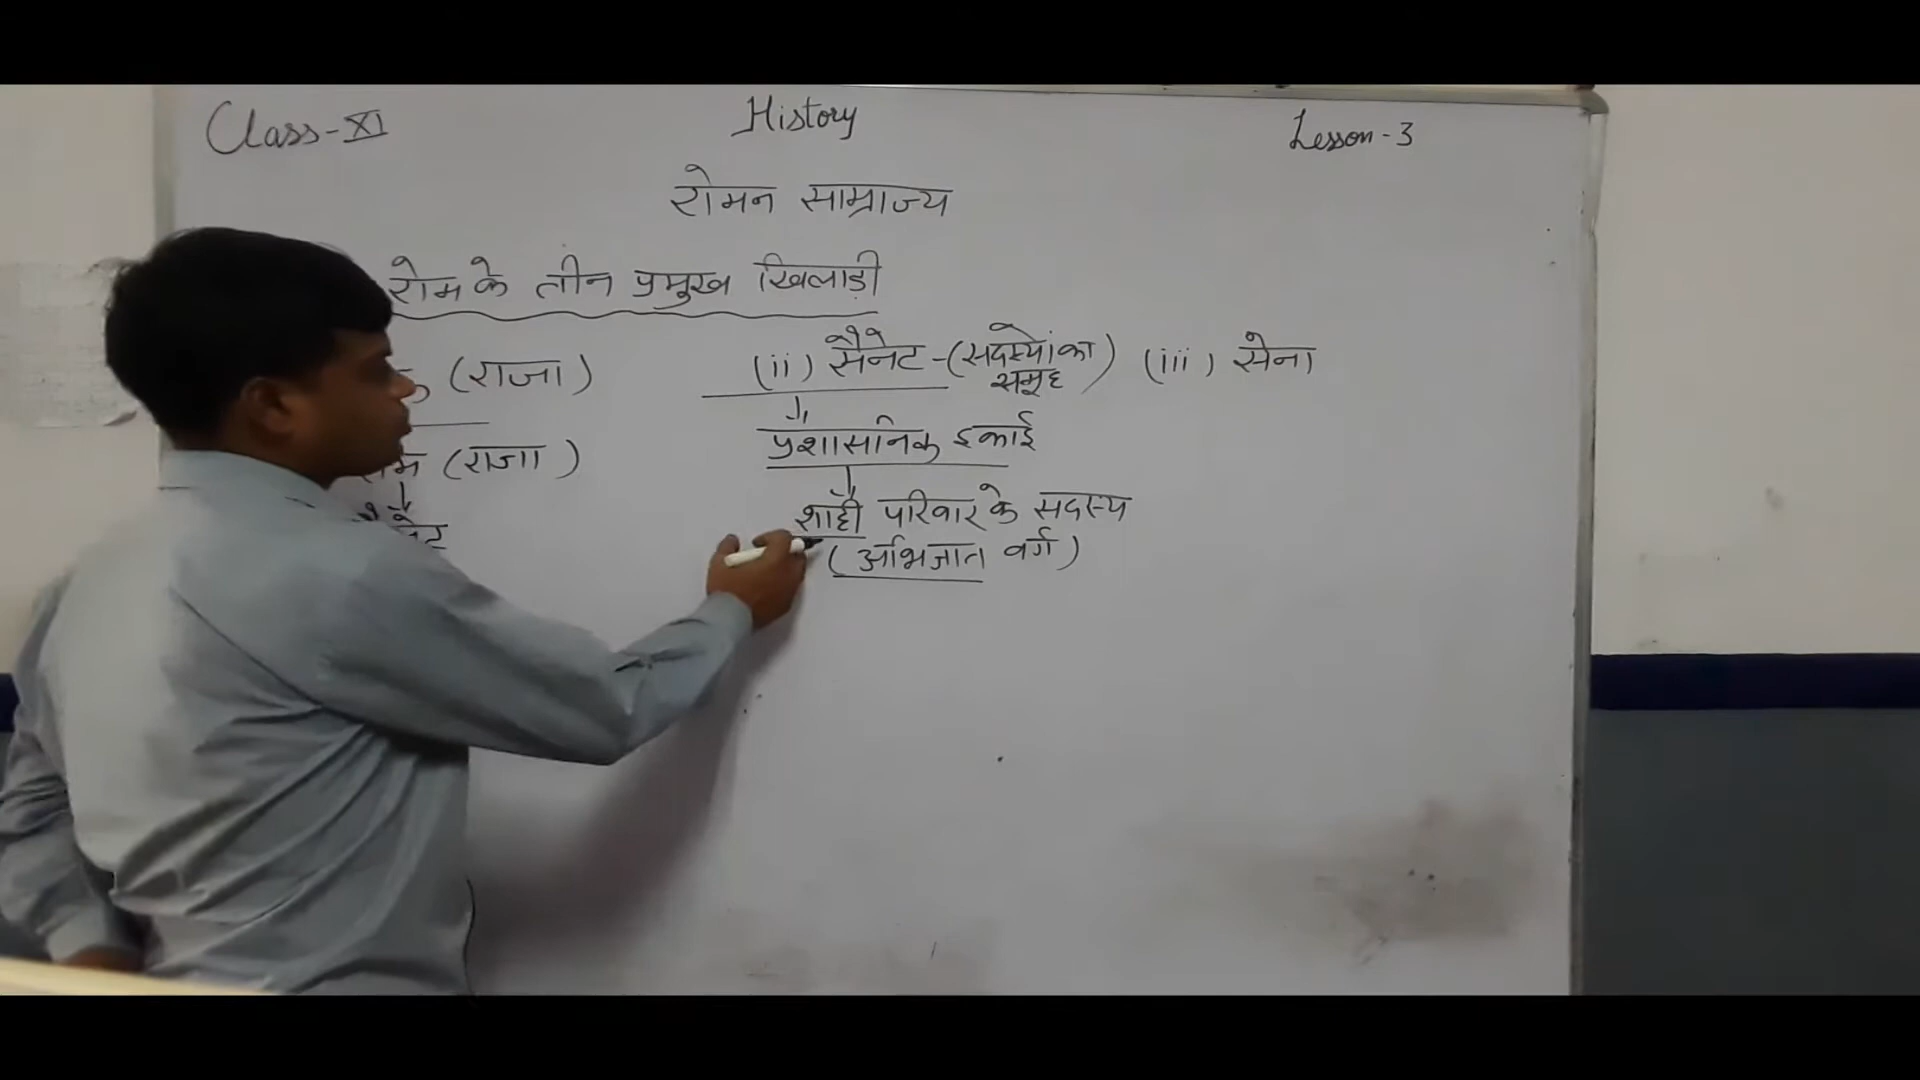 Class-XI History Lesson-3
रोमन साम्राज्य
रोम के तीन प्रमुख खिलाड़ी
(राजा) (ii) सैनेट-(सदस्यों का समूह) (iii) सेना
(राजा) प्रशासनिक इकाई
शाही परिवार के सदस्य
(अभिजात वर्ग)